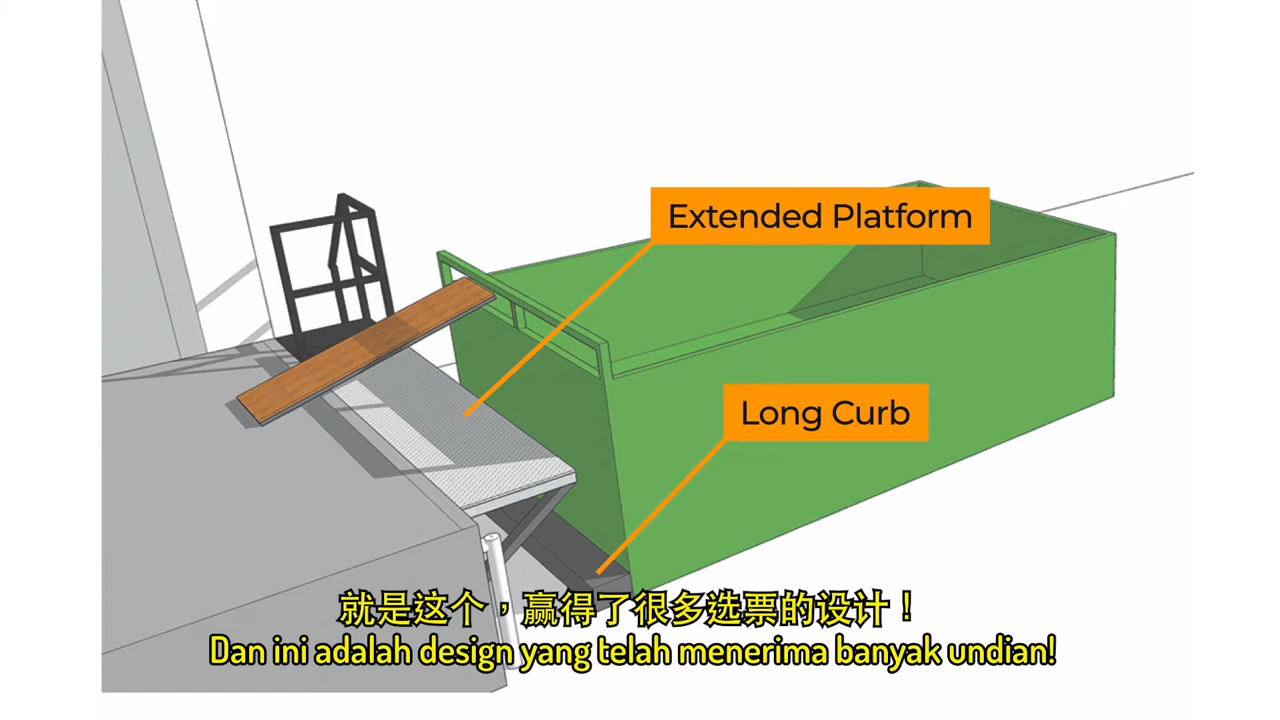 Extended Platform
Long Curb
就是这个，赢得了很多选票的设计！
Dan ini adalah design yang telah menerima banyak undian!